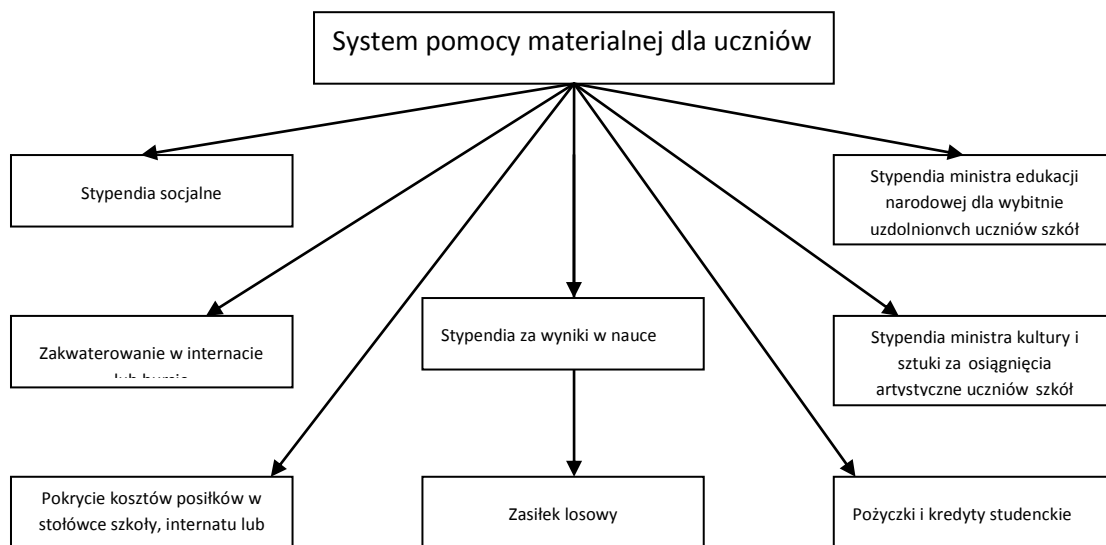 System pomocy materialnej dla uczniów
Stypendia socjalne
Stypendia ministra edukacji
narodowej dla wybitnie
uzdolnionych uczniów szkół
Zakwaterowanie w internacie
Stypendia za wyniki w nauce
Stypendia ministra kultury i
sztuki za osiągnięcia
artystyczne uczniów szkół
Pokrycie kosztów posiłków w
stołówce szkoły, internatu lub
Zasiłek losowy
Pożyczki i kredyty studenckie